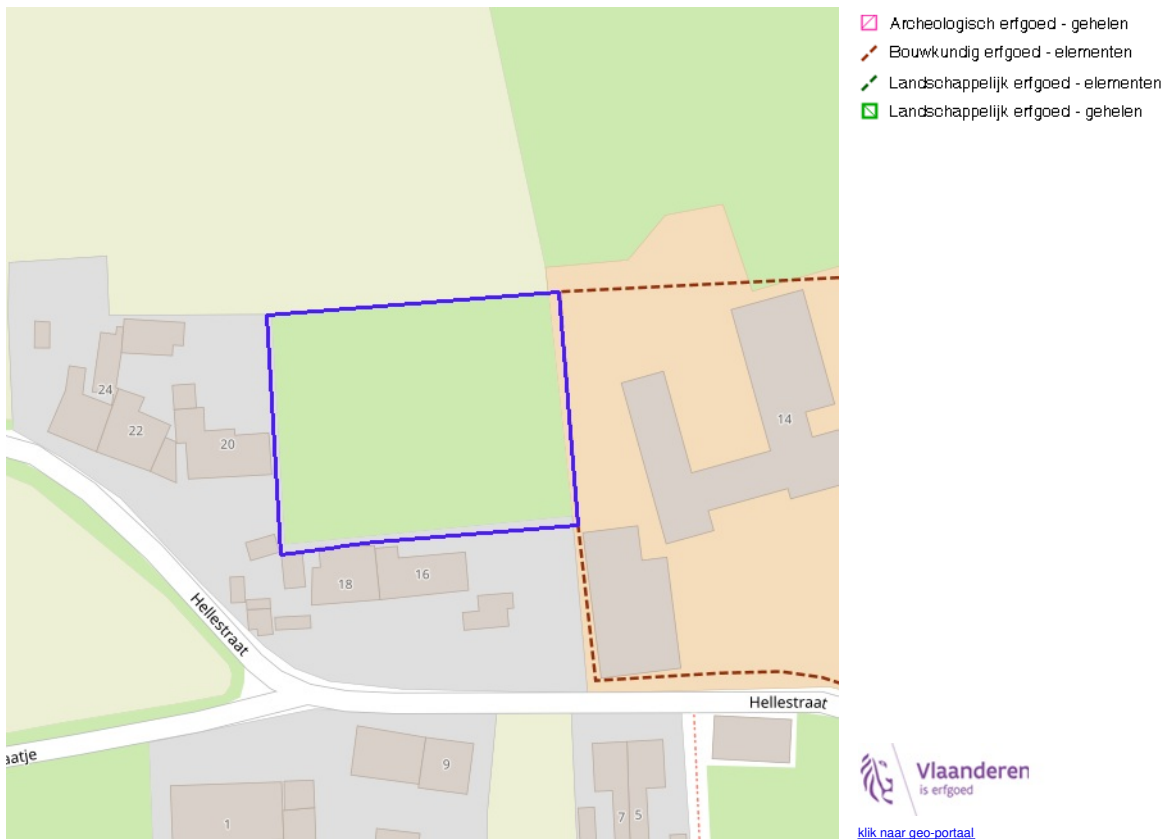 Archeologisch erfgoed - gehelen
Bouwkundig erfgoed - elementen
Landschappelijk erfgoed - elementen
Landschappelijk erfgoed - gehelen
24
22
20
14
18
16
Hellestraat
Hellestraat
aatje
9
1
7
5
Vlaanderen
is erfgoed
klik naar geo-portaal